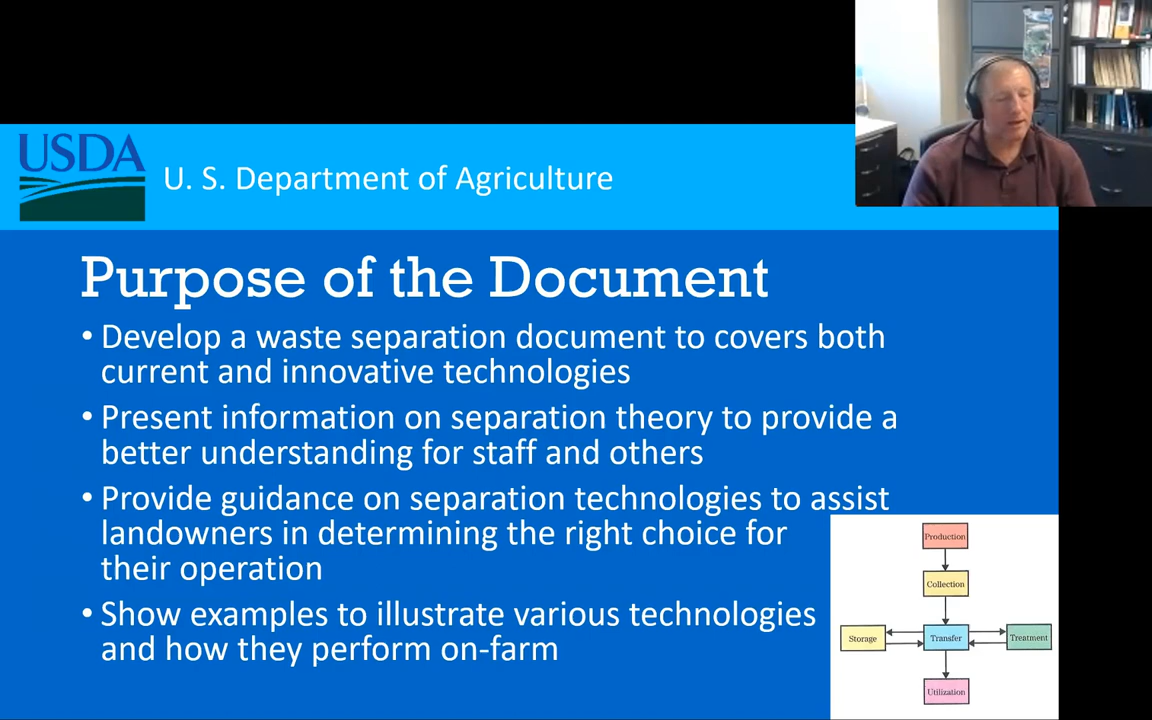 USDA
U. S. Department of Agriculture
Purpose of the Document
• Develop a waste separation document to covers both
current and innovative technologies
• Present information on separation theory to provide a
better understanding for staff and others
• Provide guidance on separation technologies to assist
landowners in determining the right choice for
their operation
• Show examples to illustrate various technologies
and how they perform on-farm
Production
Collection
Storage
Transfer
Treatment
Utilization